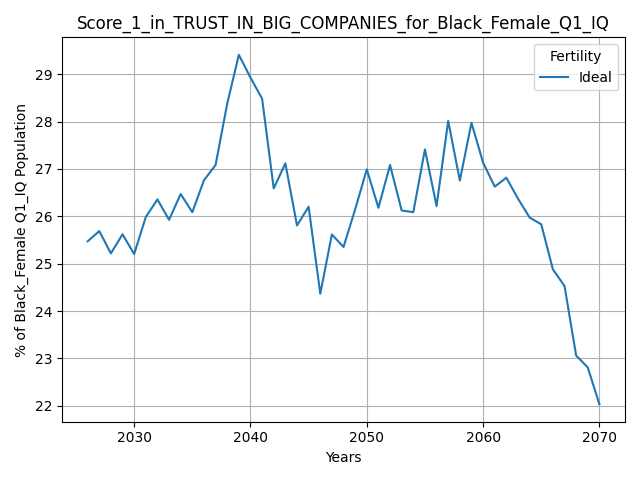 Score_1_in_TRUST_IN_BIG_COMPANIES_for_Black_Female_Q1_IQ
Fertility
Ideal
% of Black_Female Q1_IQ Population
29
28
27
26
25
24
23
22
2030
2040
2050
2060
2070
Years